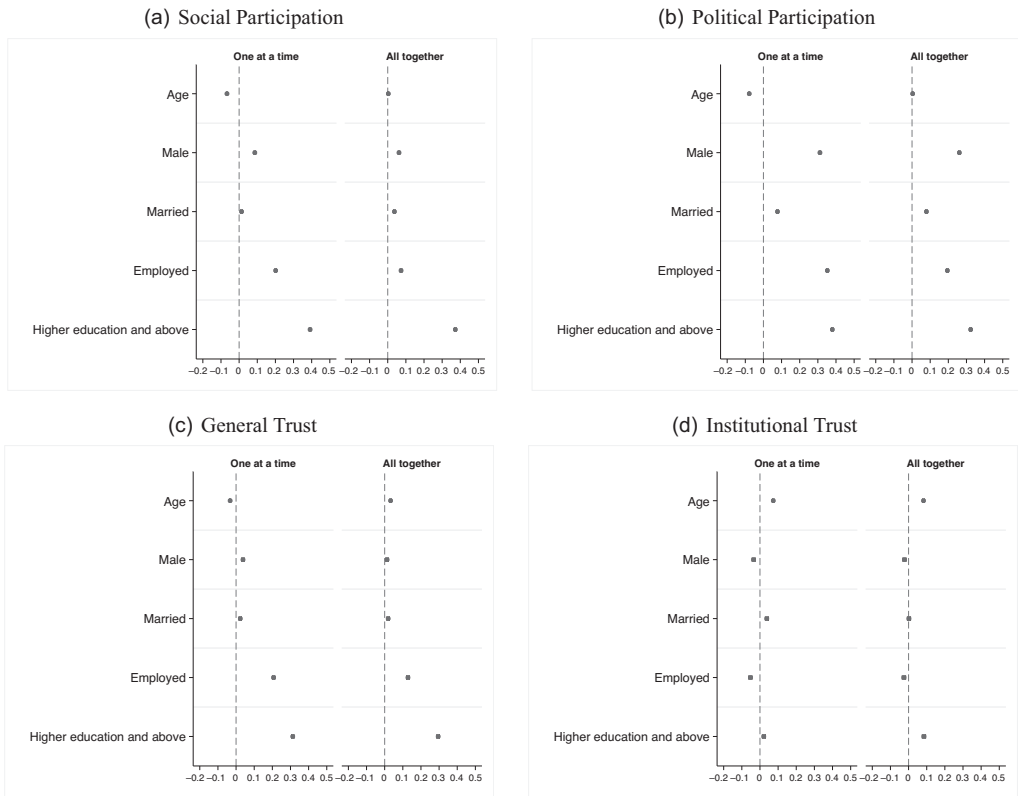 (a) Social Participation
One at a time All together
Age
Male
Married
Employed
Higher education and above
−0.2 −0.1 0 0.1 0.2 0.3 0.4 0.5 −0.2 −0.1 0 0.1 0.2 0.3 0.4 0.5
(b) Political Participation
One at a time All together
Age
Male
Married
Employed
Higher education and above
−0.2 −0.1 0 0.1 0.2 0.3 0.4 0.5 −0.2 −0.1 0 0.1 0.2 0.3 0.4 0.5
(c) General Trust
One at a time All together
Age
Male
Married
Employed
Higher education and above
−0.2 −0.1 0 0.1 0.2 0.3 0.4 0.5 −0.2 −0.1 0 0.1 0.2 0.3 0.4 0.5
(d) Institutional Trust
One at a time All together
Age
Male
Married
Employed
Higher education and above
−0.2 −0.1 0 0.1 0.2 0.3 0.4 0.5 −0.2 −0.1 0 0.1 0.2 0.3 0.4 0.5